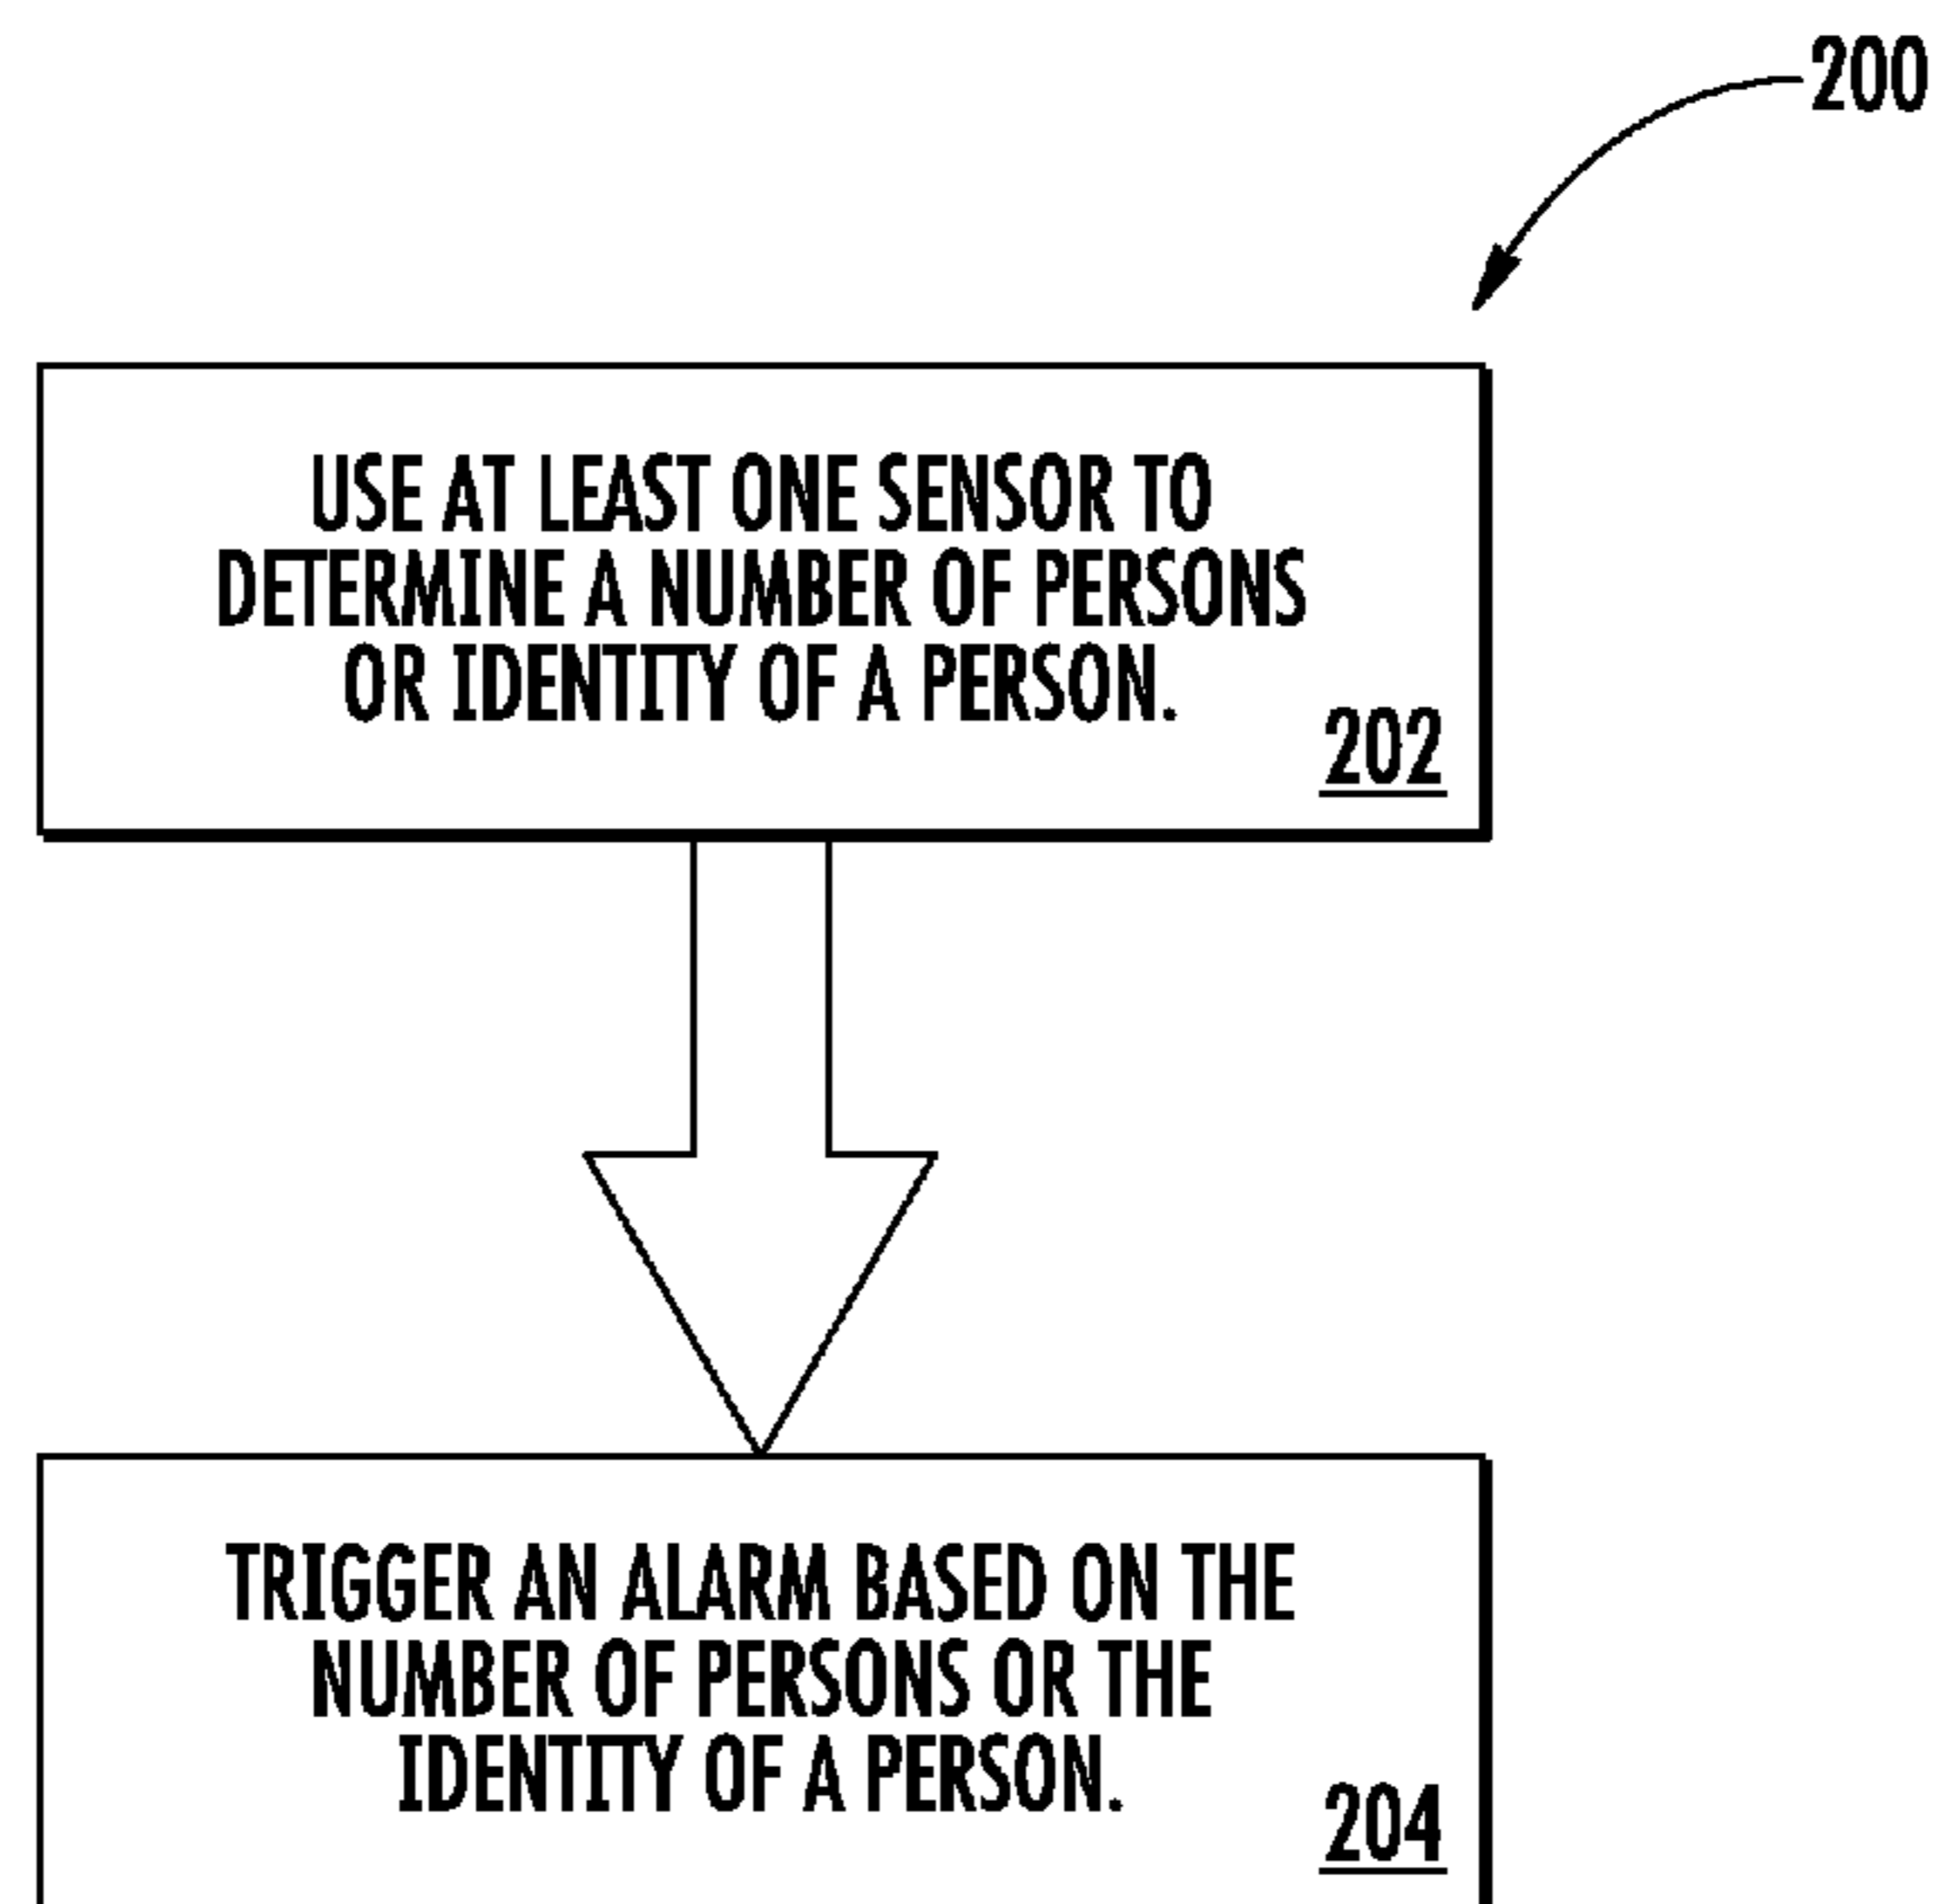 200
USE AT LEAST ONE SENSOR TO
DETERMINE A NUMBER OF PERSONS
OR IDENTITY OF A PERSON.
202
TRIGGER AN ALARM BASED ON THE
NUMBER OF PERSONS OR THE
IDENTITY OF A PERSON.
204